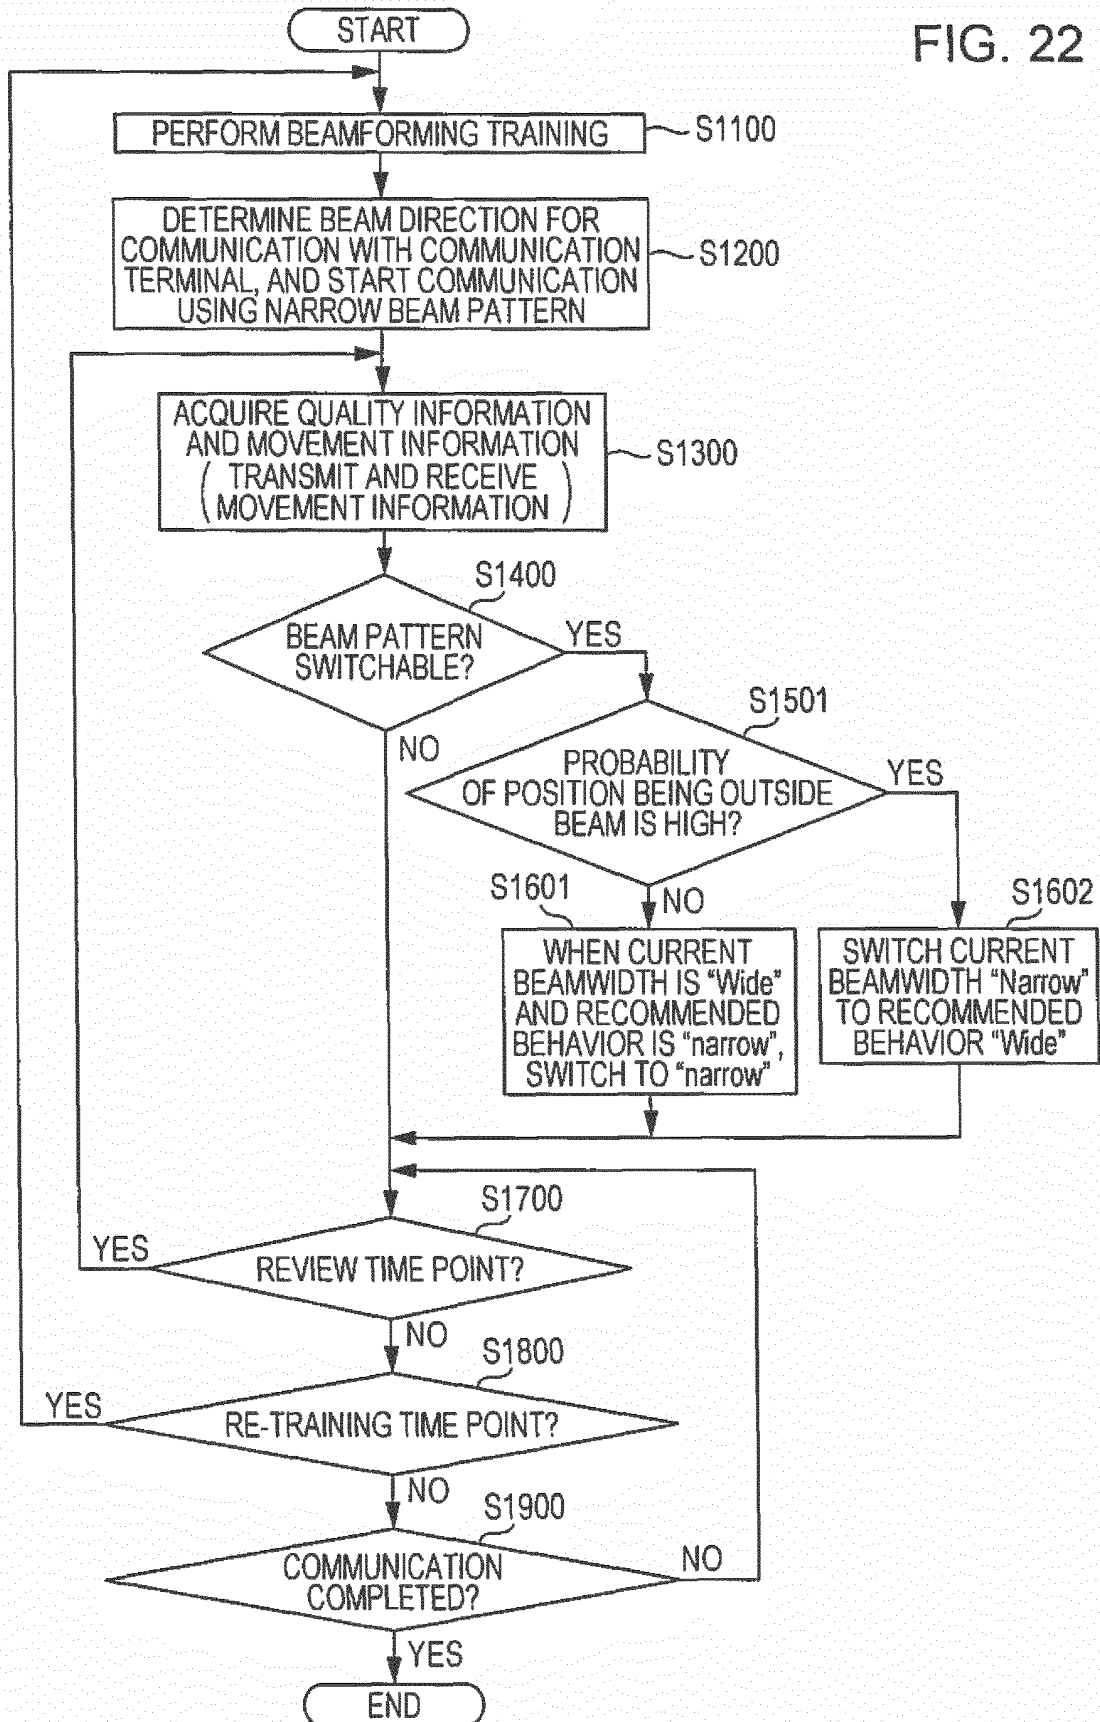 START
FIG. 22
PERFORM BEAMFORMING TRAINING
S1100
DETERMINE BEAM DIRECTION FOR
COMMUNICATION WITH COMMUNICATION
TERMINAL, AND START COMMUNICATION
USING NARROW BEAM PATTERN
S1200
ACQUIRE QUALITY INFORMATION
AND MOVEMENT INFORMATION
( TRANSMIT AND RECEIVE
MOVEMENT INFORMATION )
S1300
S1400
BEAM PATTERN
SWITCHABLE?
YES
NO
S1501
PROBABILITY
OF POSITION BEING OUTSIDE
BEAM IS HIGH?
YES
NO
S1601
WHEN CURRENT
BEAMWIDTH IS "Wide"
AND RECOMMENDED
BEHAVIOR IS "narrow",
SWITCH TO "narrow"
S1602
SWITCH CURRENT
BEAMWIDTH "Narrow"
TO RECOMMENDED
BEHAVIOR "Wide"
S1700
REVIEW TIME POINT?
YES
NO
S1800
RE-TRAINING TIME POINT?
YES
NO
S1900
COMMUNICATION
COMPLETED?
NO
YES
END